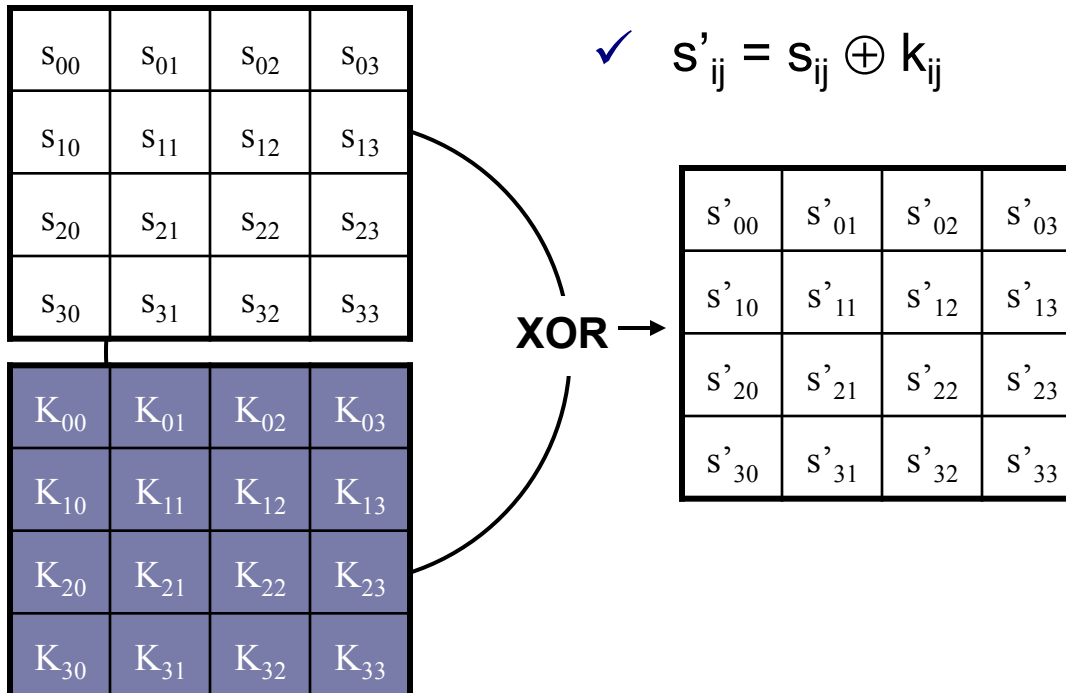 s₀₀ s₀₁ s₀₂ s₀₃
s₁₀ s₁₁ s₁₂ s₁₃
s₂₀ s₂₁ s₂₂ s₂₃
s₃₀ s₃₁ s₃₂ s₃₃
K₀₀ K₀₁ K₀₂ K₀₃
K₁₀ K₁₁ K₁₂ K₁₃
K₂₀ K₂₁ K₂₂ K₂₃
K₃₀ K₃₁ K₃₂ K₃₃
✓ s’ᵢⱼ = sᵢⱼ ⊕ kᵢⱼ
XOR →
s’₀₀ s’₀₁ s’₀₂ s’₀₃
s’₁₀ s’₁₁ s’₁₂ s’₁₃
s’₂₀ s’₂₁ s’₂₂ s’₂₃
s’₃₀ s’₃₁ s’₃₂ s’₃₃